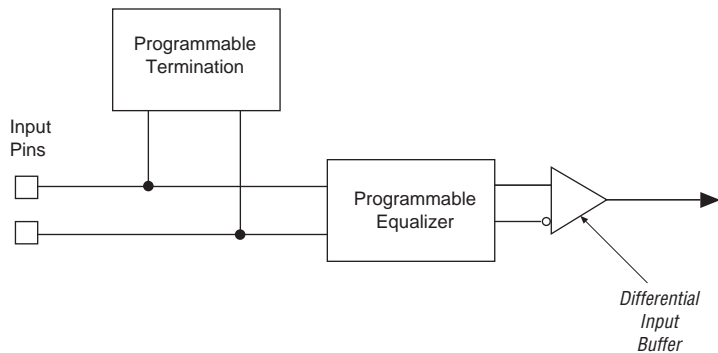 Programmable
Termination
Input
Pins
Programmable
Equalizer
Differential
Input
Buffer